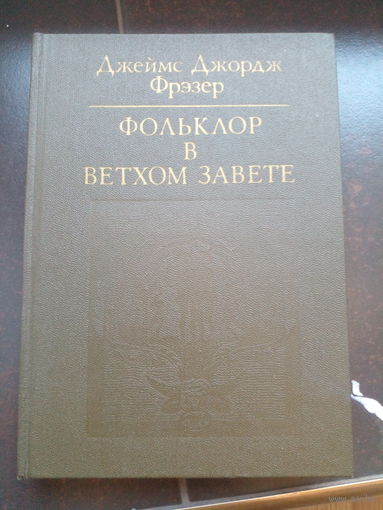 Джеймс Джордж
Фрэзер
ФОЛЬКЛОР
В
ВЕТХОМ ЗАВЕТЕ